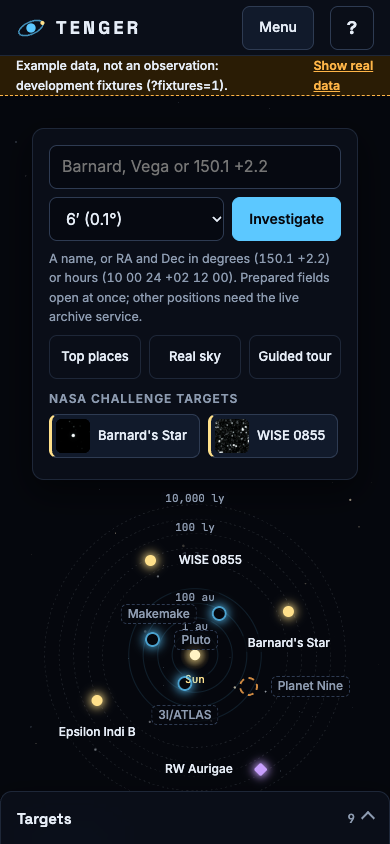 TENGER
Menu
?
Example data, not an observation:
development fixtures (?fixtures=1).
Show real
data
Barnard, Vega or 150.1 +2.2
6′ (0.1°)
Investigate
A name, or RA and Dec in degrees (150.1 +2.2)
or hours (10 00 24 +02 12 00). Prepared fields
open at once; other positions need the live
archive service.
Top places
Real sky
Guided tour
NASA CHALLENGE TARGETS
Barnard's Star
WISE 0855
10,000 ly
100 ly
WISE 0855
100 au
Makemake
1 au
Pluto
Barnard's Star
Sun
Planet Nine
3I/ATLAS
Epsilon Indi B
RW Aurigae
Targets
9